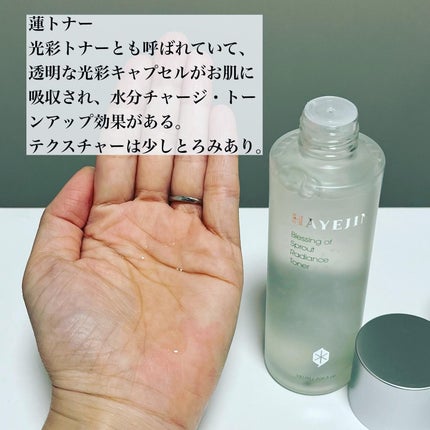 蓮トナー
光彩トナーとも呼ばれていて、
透明な光彩キャプセルがお肌に
吸収され、水分チャージ・トー
ンアップ効果がある。
テクスチャーは少しとろみあり。
HAYEJIN
Blessing of
Sprout
Radiance
Toner